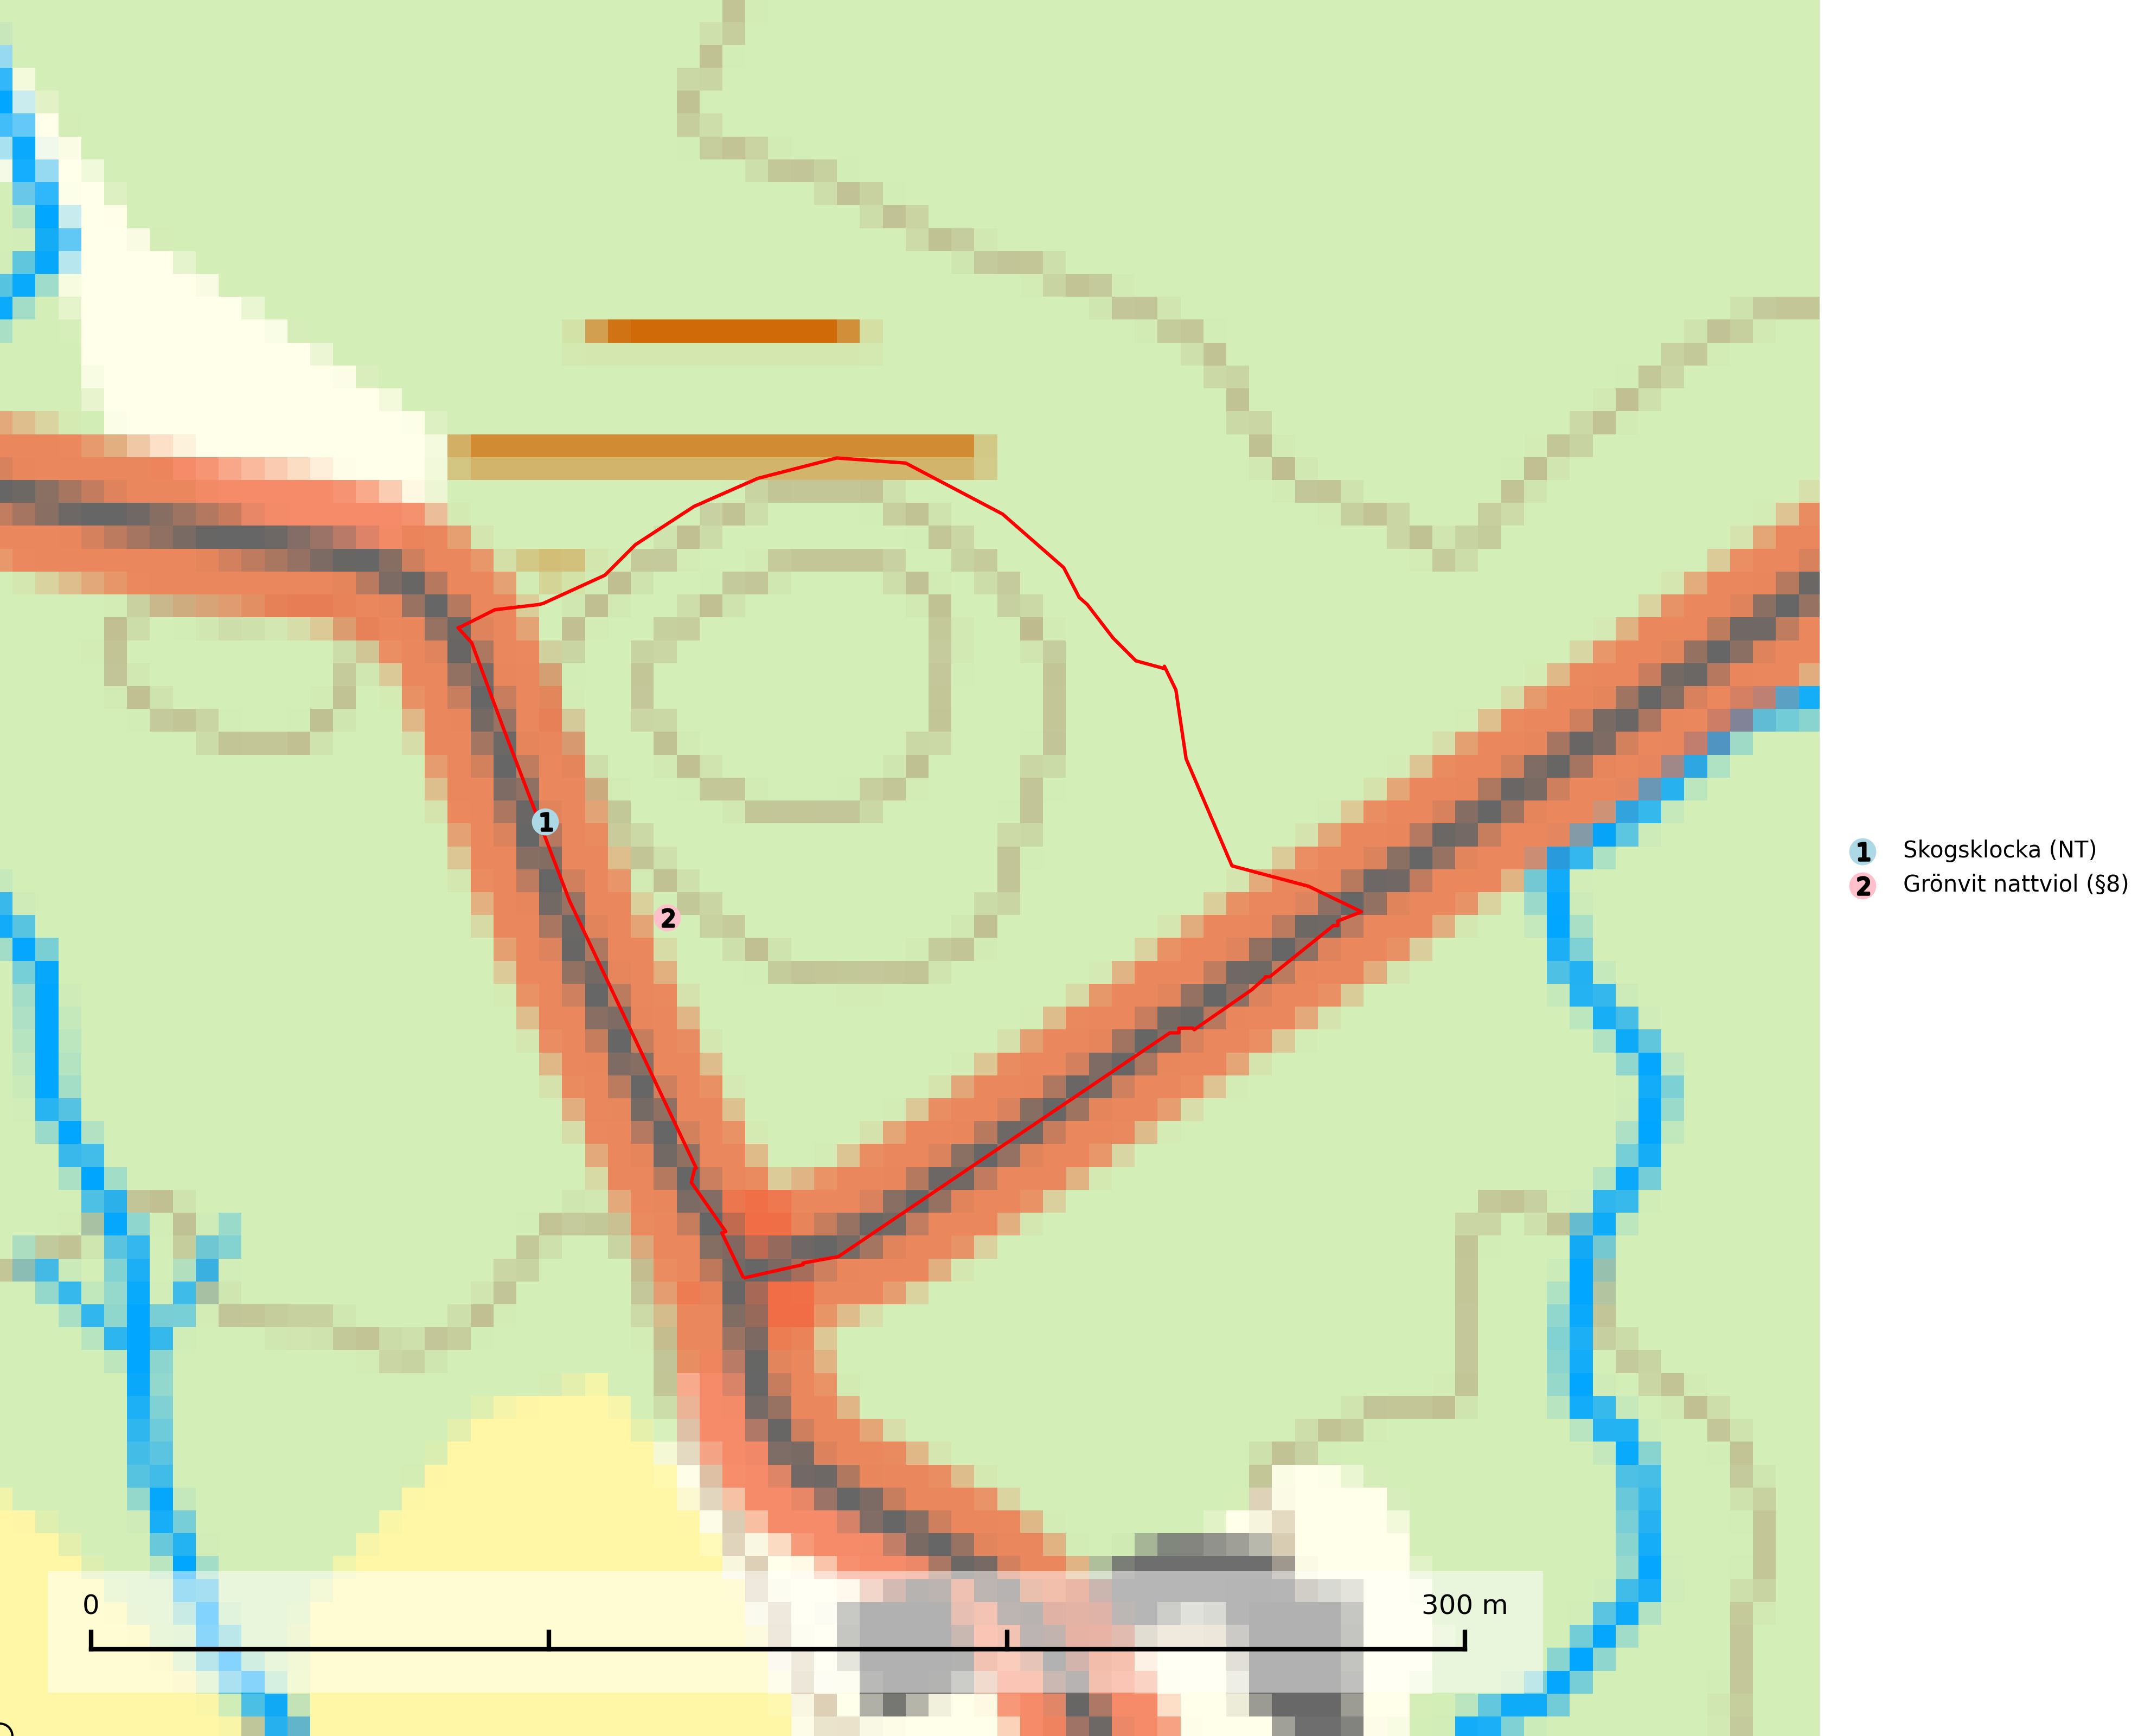 1
2
1 Skogsklocka (NT)
2 Grönvit nattviol (§8)
0 300 m